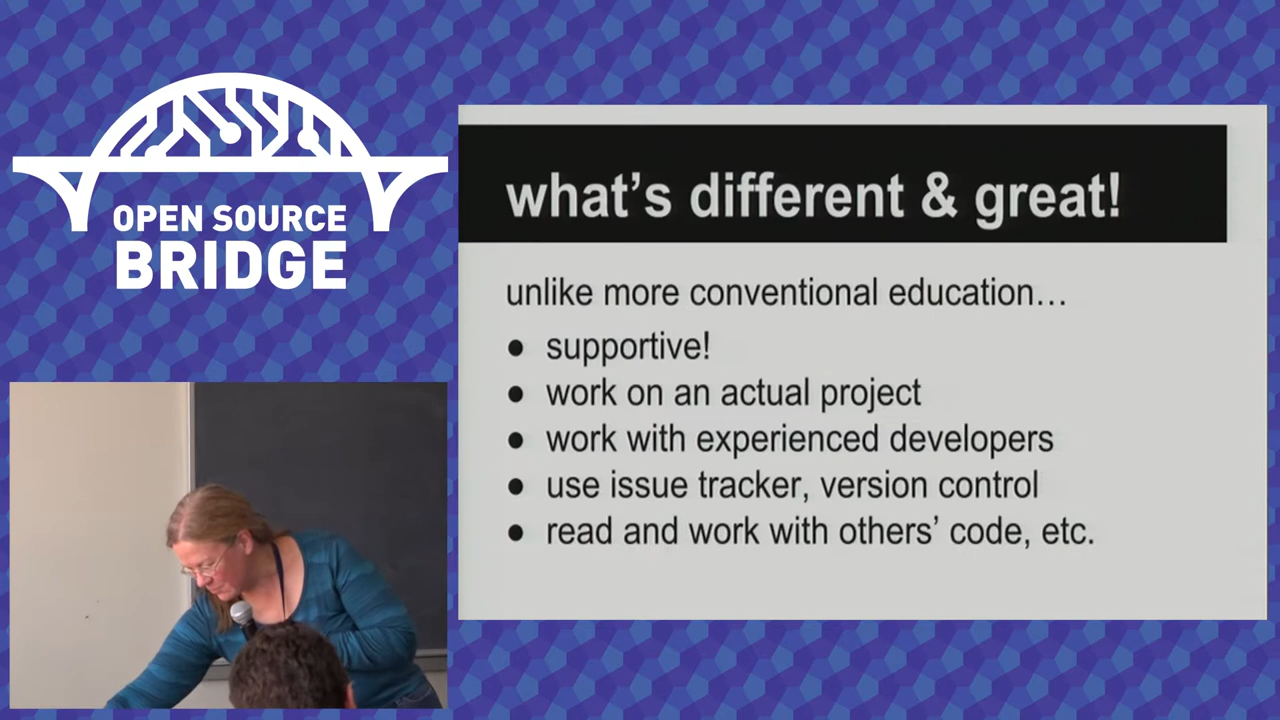 OPEN SOURCE
BRIDGE
what's different & great!
unlike more conventional education…
● supportive!
● work on an actual project
● work with experienced developers
● use issue tracker, version control
● read and work with others' code, etc.